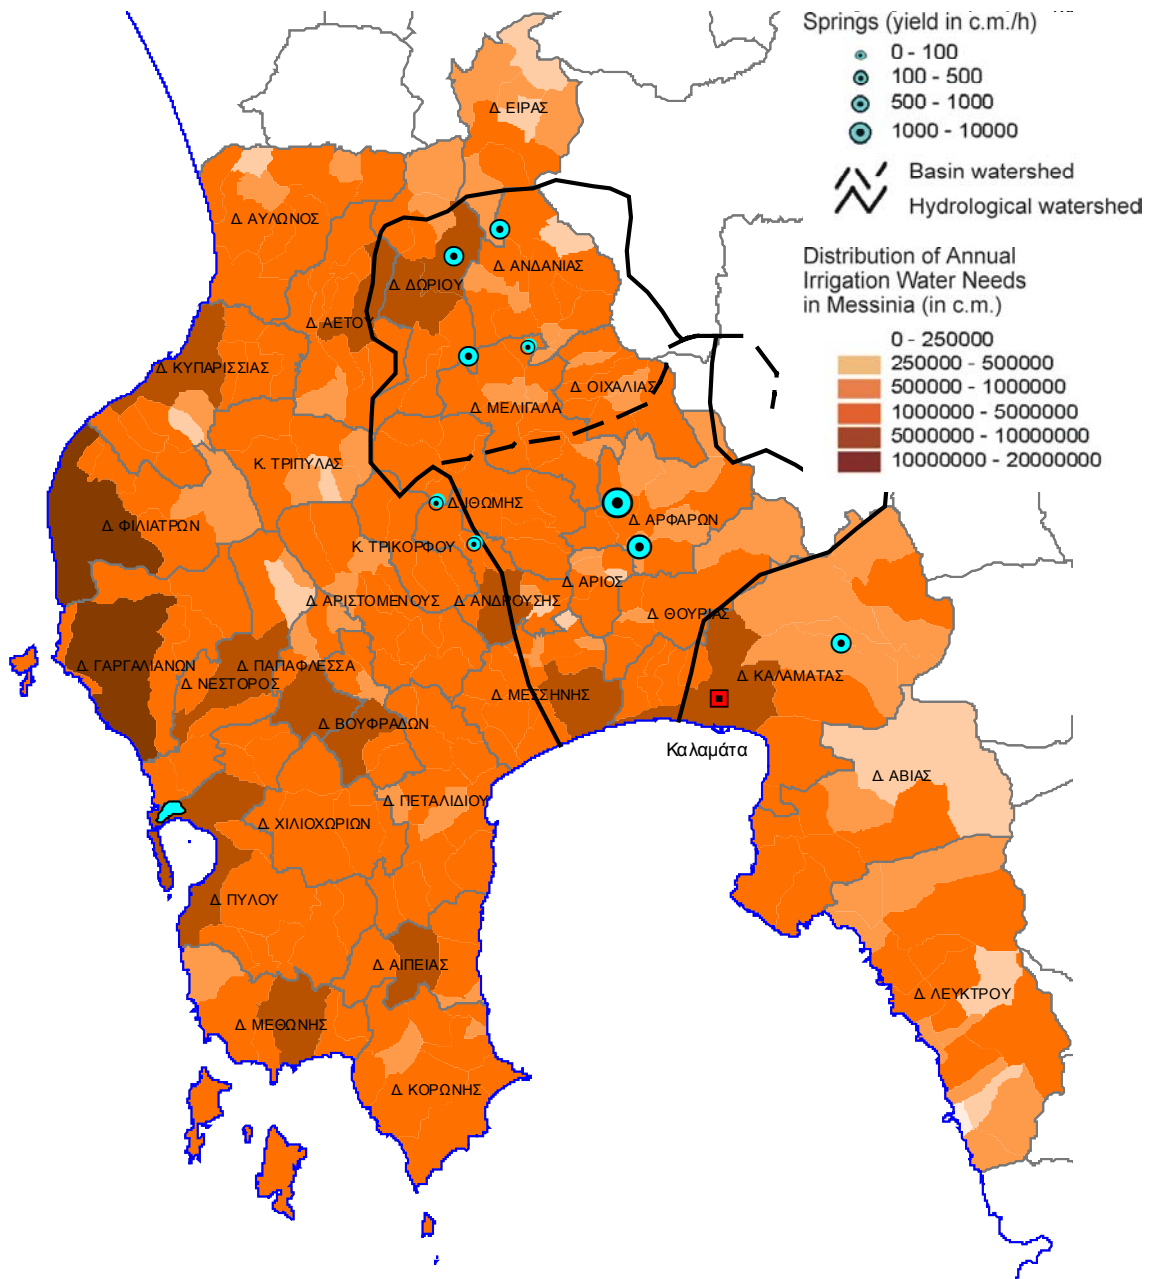 Springs (yield in c.m./h)
0 - 100
100 - 500
500 - 1000
1000 - 10000
Basin watershed
Hydrological watershed
Distribution of Annual
Irrigation Water Needs
in Messinia (in c.m.)
0 - 250000
250000 - 500000
500000 - 1000000
1000000 - 5000000
5000000 - 10000000
10000000 - 20000000
Δ. ΕΙΡΑΣ
Δ. ΑΥΛΩΝΟΣ
Δ. ΑΝΔΑΝΙΑΣ
Δ. ΔΩΡΙΟΥ
Δ. ΑΕΤΟΥ
Δ. ΚΥΠΑΡΙΣΣΙΑΣ
Δ. ΟΙΧΑΛΙΑΣ
Δ. ΜΕΛΙΓΑΛΑ
Κ. ΤΡΙΠΥΛΑΣ
Δ. ΙΘΩΜΗΣ
Δ. ΦΙΛΙΑΤΡΩΝ
Δ. ΑΡΦΑΡΩΝ
Κ. ΤΡΙΚΟΡΦΟΥ
Δ. ΑΡΙΟΣ
Δ. ΑΡΙΣΤΟΜΕΝΟΥΣ
Δ. ΑΝΔΡΟΥΣΗΣ
Δ. ΘΟΥΡΙΑΣ
Δ. ΓΑΡΓΑΛΙΑΝΩΝ
Δ. ΠΑΠΑΦΛΕΣΣΑ
Δ. ΝΕΣΤΟΡΟΣ
Δ. ΚΑΛΑΜΑΤΑΣ
Δ. ΜΕΣΣΗΝΗΣ
Δ. ΒΟΥΦΡΑΔΩΝ
Καλαμάτα
Δ. ΑΒΙΑΣ
Δ. ΠΕΤΑΛΙΔΙΟΥ
Δ. ΧΙΛΙΟΧΩΡΙΩΝ
Δ. ΠΥΛΟΥ
Δ. ΑΙΠΕΙΑΣ
Δ. ΛΕΥΚΤΡΟΥ
Δ. ΜΕΘΩΝΗΣ
Δ. ΚΟΡΩΝΗΣ